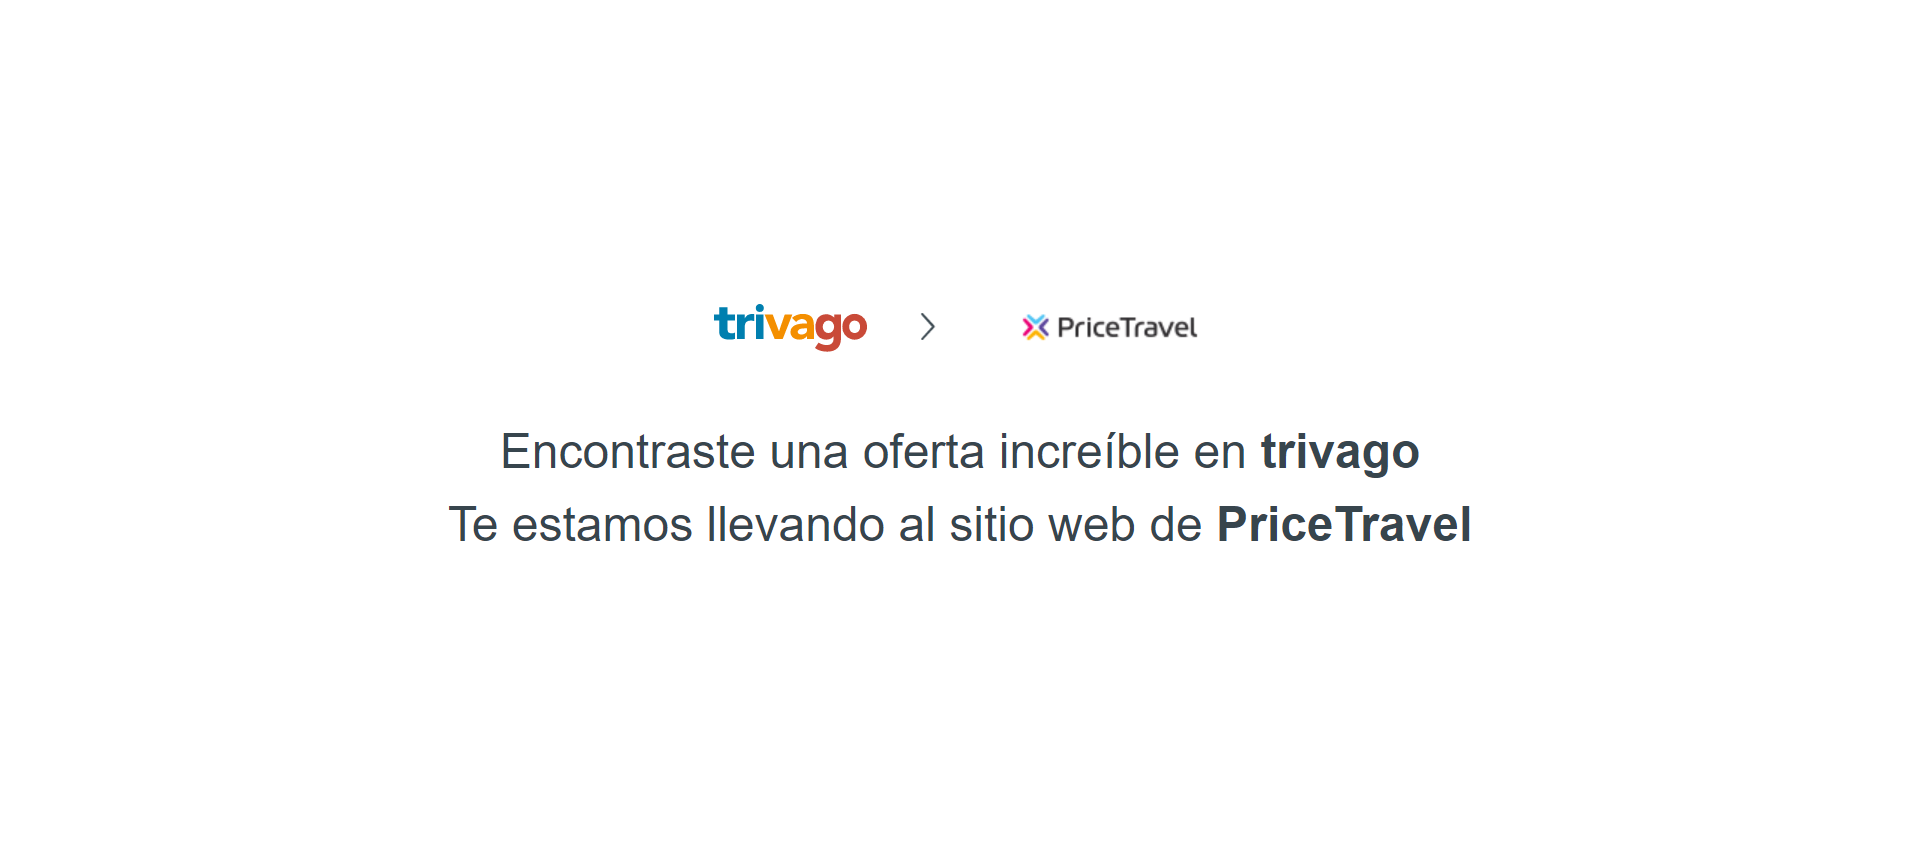 trivago > PriceTravel
Encontraste una oferta increíble en trivago
Te estamos llevando al sitio web de PriceTravel